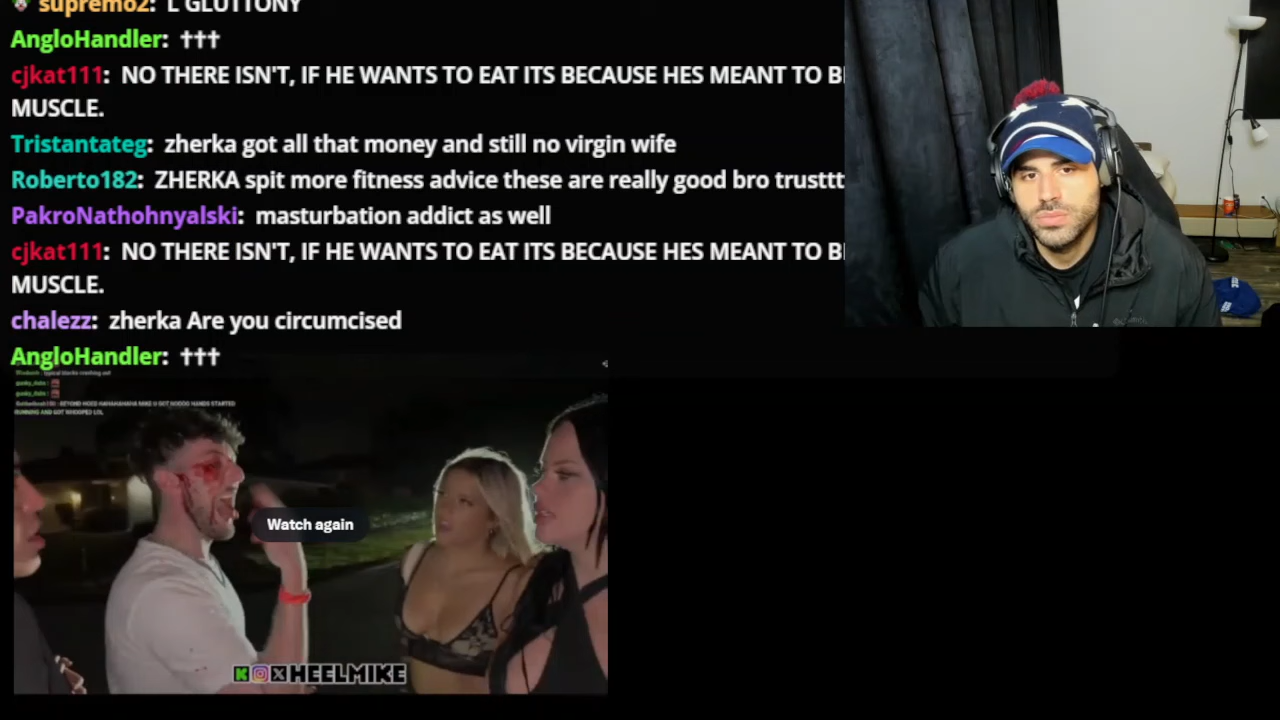 supremo2: L GLUTTONY
AngloHandler: †††
cjkat111: NO THERE ISN'T, IF HE WANTS TO EAT ITS BECAUSE HES MEANT TO
MUSCLE.
Tristantateg: zherka got all that money and still no virgin wife
Roberto182: ZHERKA spit more fitness advice these are really good bro trusttt
PakroNathohnyalski: masturbation addict as well
cjkat111: NO THERE ISN'T, IF HE WANTS TO EAT ITS BECAUSE HES MEANT TO
MUSCLE.
chalezz: zherka Are you circumcised
AngloHandler: †††
Watch again
K X HEELMIKE